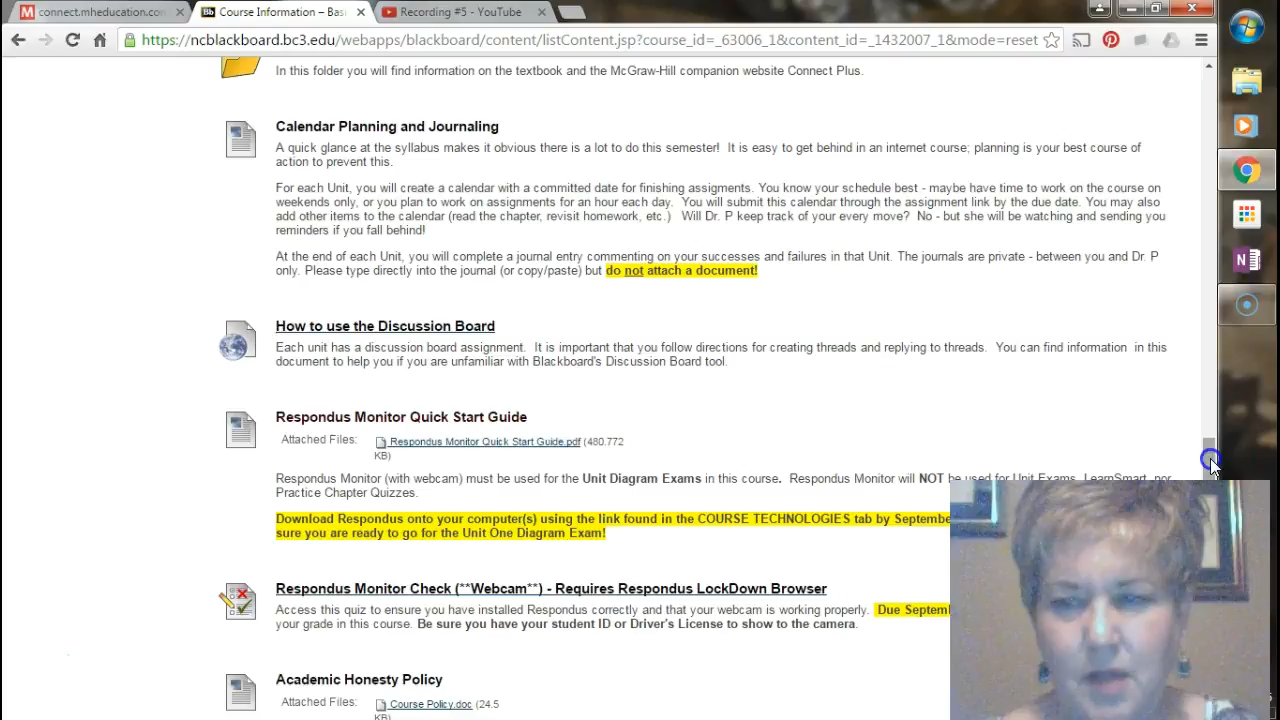 connect.mheducation.con
Course Information – Bas
Recording #5 - YouTube
https://ncblackboard.bc3.edu/webapps/blackboard/content/listContent.jsp?course_id=_63006_1&content_id=_1432007_1&mode=reset
In this folder you will find information on the textbook and the McGraw-Hill companion website Connect Plus.
Calendar Planning and Journaling
A quick glance at the syllabus makes it obvious there is a lot to do this semester! It is easy to get behind in an internet course; planning is your best course of
action to prevent this.
For each Unit, you will create a calendar with a committed date for finishing assigments. You know your schedule best - maybe have time to work on the course on
weekends only, or you plan to work on assignments for an hour each day. You will submit this calendar through the assignment link by the due date. You may also
add other items to the calendar (read the chapter, revisit homework, etc.) Will Dr. P keep track of your every move? No - but she will be watching and sending you
reminders if you fall behind!
At the end of each Unit, you will complete a journal entry commenting on your successes and failures in that Unit. The journals are private - between you and Dr. P
only. Please type directly into the journal (or copy/paste) but do not attach a document!
How to use the Discussion Board
Each unit has a discussion board assignment. It is important that you follow directions for creating threads and replying to threads. You can find information in this
document to help you if you are unfamiliar with Blackboard's Discussion Board tool.
Respondus Monitor Quick Start Guide
Attached Files: Respondus Monitor Quick Start Guide.pdf (480.772
KB)
Respondus Monitor (with webcam) must be used for the Unit Diagram Exams in this course. Respondus Monitor will NOT be used for Unit Exams, LearnSmart, nor
Practice Chapter Quizzes.
Download Respondus onto your computer(s) using the link found in the COURSE TECHNOLOGIES tab by Septembe
sure you are ready to go for the Unit One Diagram Exam!
Respondus Monitor Check (**Webcam**) - Requires Respondus LockDown Browser
Access this quiz to ensure you have installed Respondus correctly and that your webcam is working properly. Due Septeml
your grade in this course. Be sure you have your student ID or Driver's License to show to the camera.
Academic Honesty Policy
Attached Files: Course Policy.doc (24.5
KB)